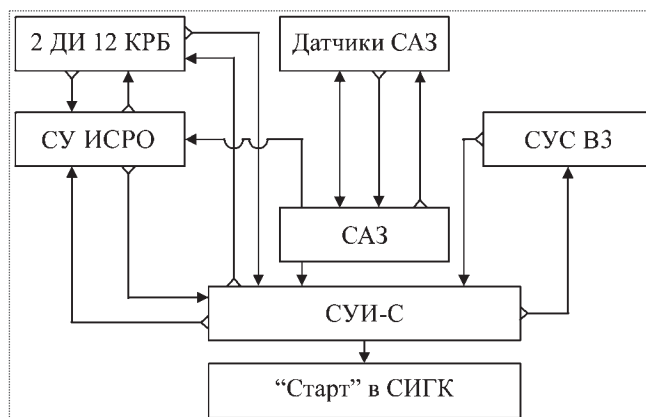 2 ДИ 12 КРБ
Датчики САЗ
СУ ИСРО
СУС ВЗ
САЗ
СУИ-С
“Старт” в СИГК